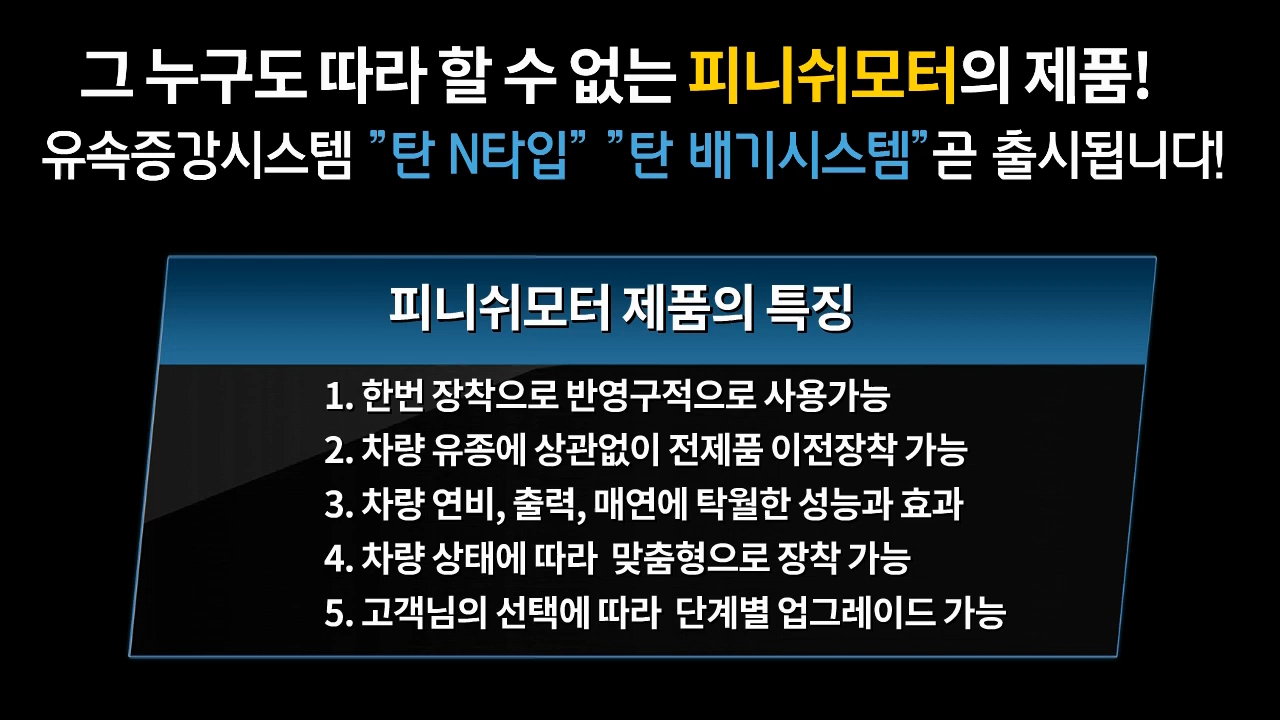 그 누구도 따라 할 수 없는 피니쉬모터의 제품!
유속증강시스템 ”탄 N타입” ”탄 배기시스템”곧 출시됩니다!
피니쉬모터 제품의 특징
1. 한번 장착으로 반영구적으로 사용가능
2. 차량 유종에 상관없이 전제품 이전장착 가능
3. 차량 연비, 출력, 매연에 탁월한 성능과 효과
4. 차량 상태에 따라 맞춤형으로 장착 가능
5. 고객님의 선택에 따라 단계별 업그레이드 가능